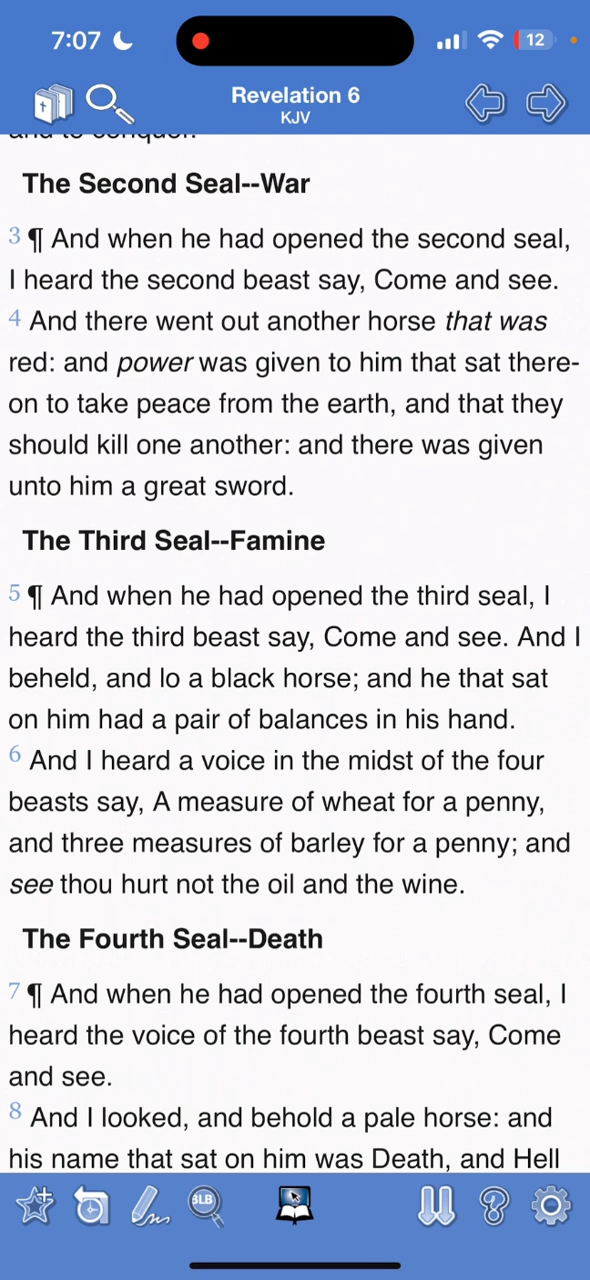 7:07
12
Revelation 6
KJV
and to conquer.
The Second Seal--War
3 ¶ And when he had opened the second seal,
I heard the second beast say, Come and see.
4 And there went out another horse that was
red: and power was given to him that sat there-
on to take peace from the earth, and that they
should kill one another: and there was given
unto him a great sword.
The Third Seal--Famine
5 ¶ And when he had opened the third seal, I
heard the third beast say, Come and see. And I
beheld, and lo a black horse; and he that sat
on him had a pair of balances in his hand.
6 And I heard a voice in the midst of the four
beasts say, A measure of wheat for a penny,
and three measures of barley for a penny; and
see thou hurt not the oil and the wine.
The Fourth Seal--Death
7 ¶ And when he had opened the fourth seal, I
heard the voice of the fourth beast say, Come
and see.
8 And I looked, and behold a pale horse: and
his name that sat on him was Death, and Hell
BLB